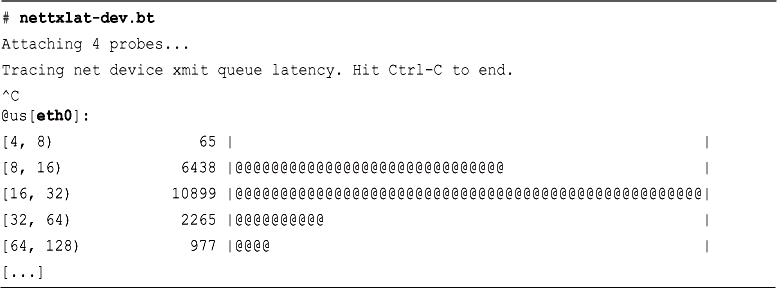 # nettxlat-dev.bt
Attaching 4 probes...
Tracing net device xmit queue latency. Hit Ctrl-C to end.
^C
@us[eth0]:
[4, 8)                65 |                                                    |
[8, 16)             6438 |@@@@@@@@@@@@@@@@@@@@@@@@@@@@@@                      |
[16, 32)           10899 |@@@@@@@@@@@@@@@@@@@@@@@@@@@@@@@@@@@@@@@@@@@@@@@@@@@@|
[32, 64)            2265 |@@@@@@@@@@                                          |
[64, 128)            977 |@@@@                                                |
[...]